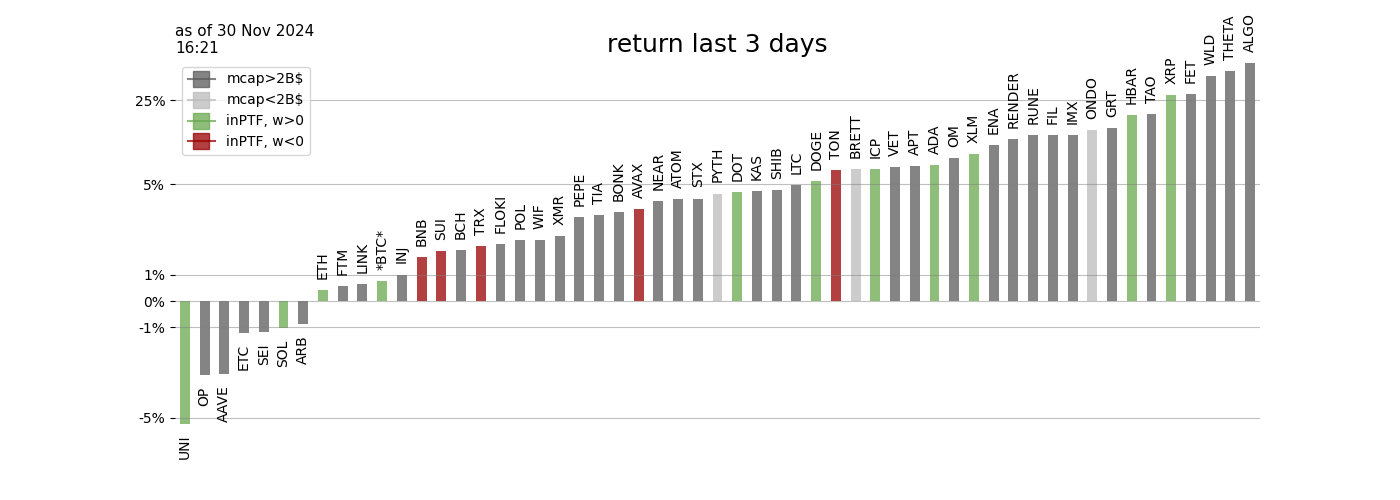 as of 30 Nov 2024
16:21
return last 3 days
mcap>2B$
mcap<2B$
inPTF, w>0
inPTF, w<0
25%
5%
1%
0%
-1%
-5%
UNI
OP
AAVE
ETC
SEI
SOL
ARB
ETH
FTM
LINK
*BTC*
INJ
BNB
SUI
BCH
TRX
FLOKI
POL
WIF
XMR
PEPE
TIA
BONK
AVAX
NEAR
ATOM
STX
PYTH
DOT
KAS
SHIB
LTC
DOGE
TON
BRETT
ICP
VET
APT
ADA
OM
XLM
ENA
RENDER
RUNE
FIL
IMX
ONDO
GRT
HBAR
TAO
XRP
FET
WLD
THETA
ALGO